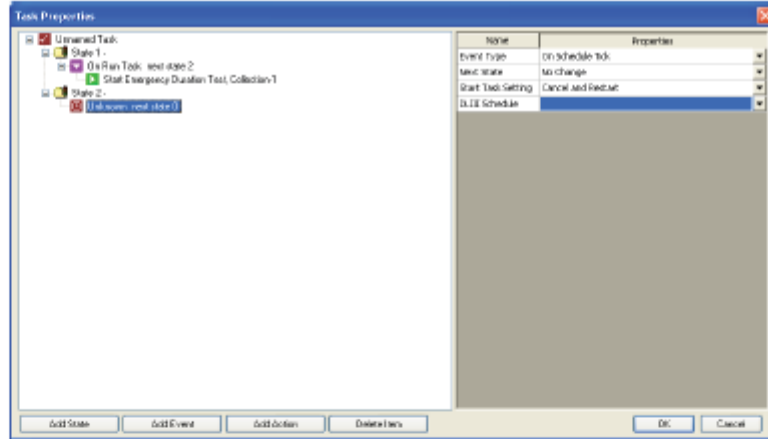 Task Properties
Unnamed Task
State 1 -
On Run Task: next state 2
Start Emergency Duration Test, Collection-1
State 2 -
Unknown: next state 0
Name Properties
Event Type On Schedule Tick
Next State No Change
Start Task Setting Cancel and Restart
Schedule
Add State Add Event Add Action Delete Item OK Cancel